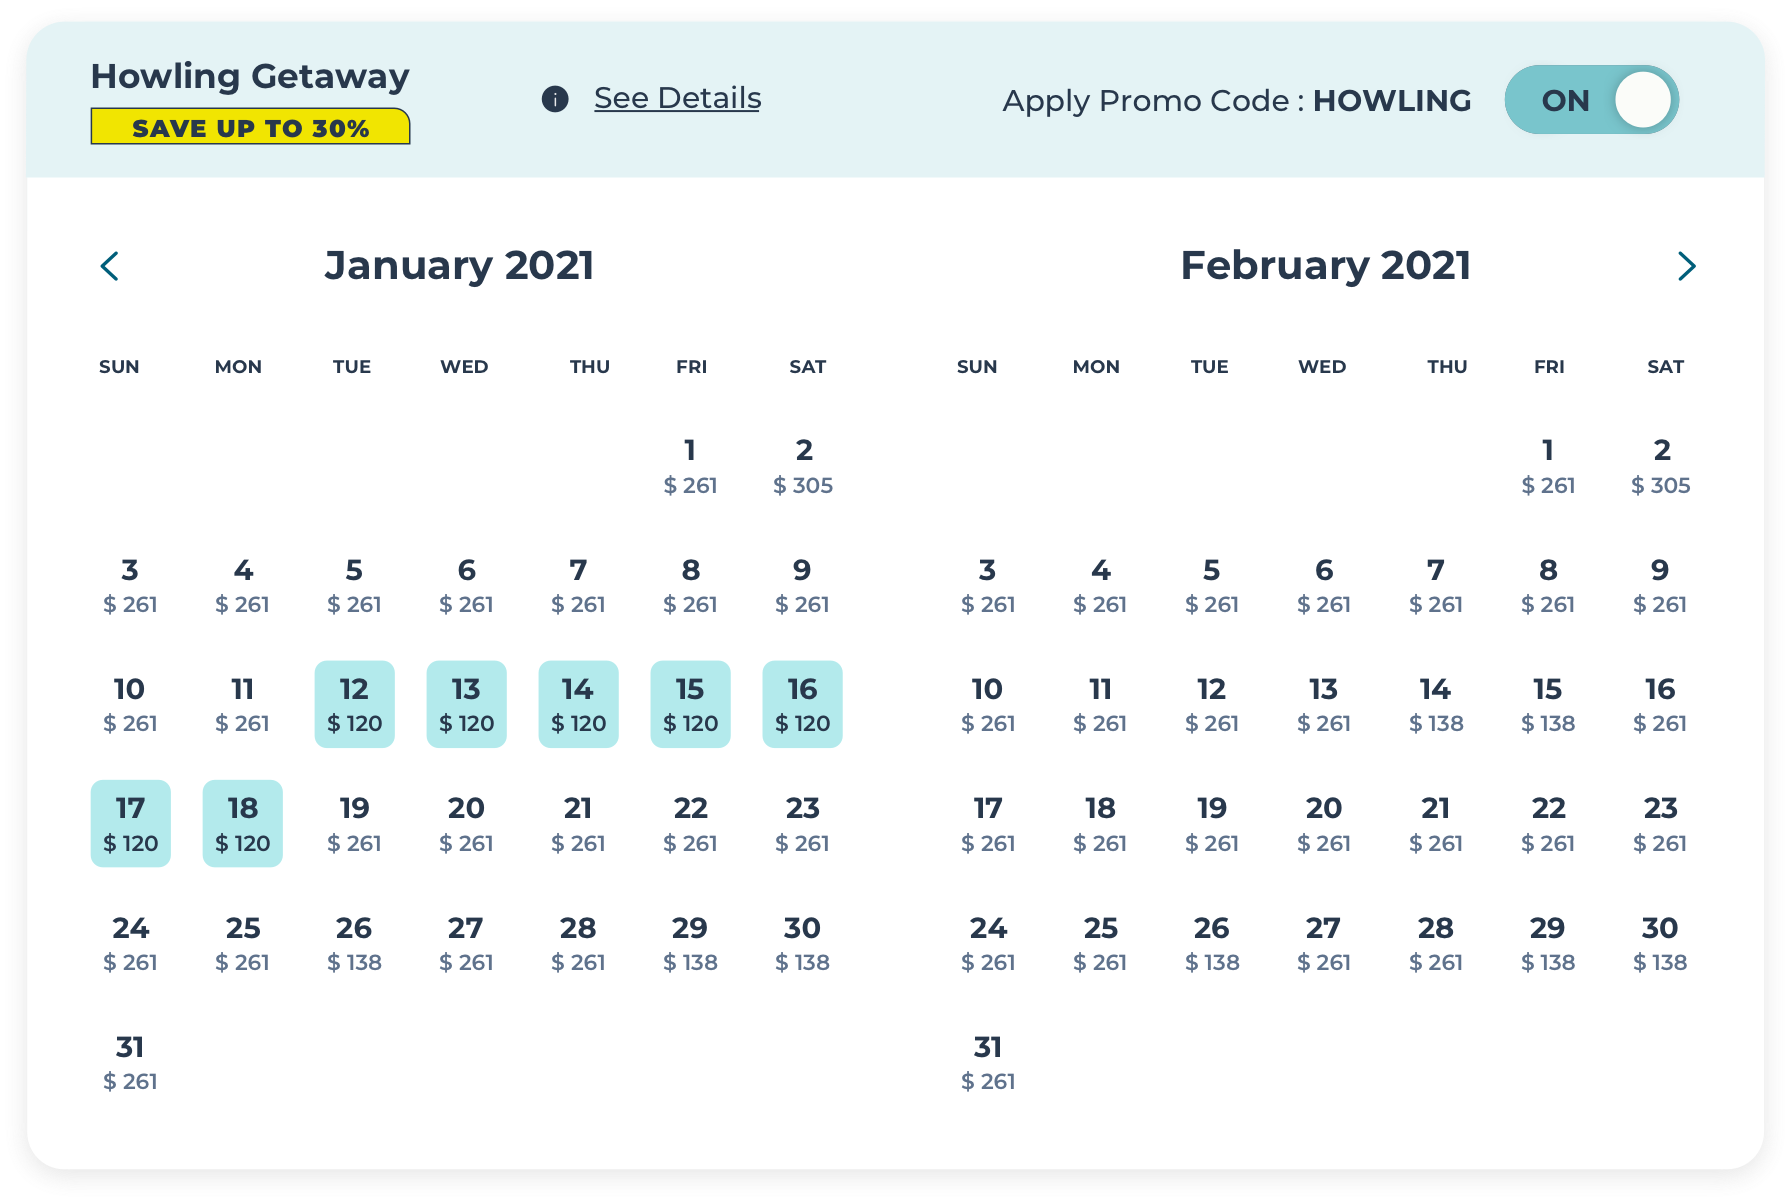 Howling Getaway
SAVE UP TO 30%
i See Details
Apply Promo Code : HOWLING ON
January 2021
SUN MON TUE WED THU FRI SAT
1 2
$ 261 $ 305
3 4 5 6 7 8 9
$ 261 $ 261 $ 261 $ 261 $ 261 $ 261 $ 261
10 11 12 13 14 15 16
$ 261 $ 261 $ 120 $ 120 $ 120 $ 120 $ 120
17 18 19 20 21 22 23
$ 120 $ 120 $ 261 $ 261 $ 261 $ 261 $ 261
24 25 26 27 28 29 30
$ 261 $ 261 $ 138 $ 261 $ 261 $ 138 $ 138
31
$ 261
February 2021
SUN MON TUE WED THU FRI SAT
1 2
$ 261 $ 305
3 4 5 6 7 8 9
$ 261 $ 261 $ 261 $ 261 $ 261 $ 261 $ 261
10 11 12 13 14 15 16
$ 261 $ 261 $ 261 $ 261 $ 138 $ 138 $ 261
17 18 19 20 21 22 23
$ 261 $ 261 $ 261 $ 261 $ 261 $ 261 $ 261
24 25 26 27 28 29 30
$ 261 $ 261 $ 138 $ 261 $ 261 $ 138 $ 138
31
$ 261